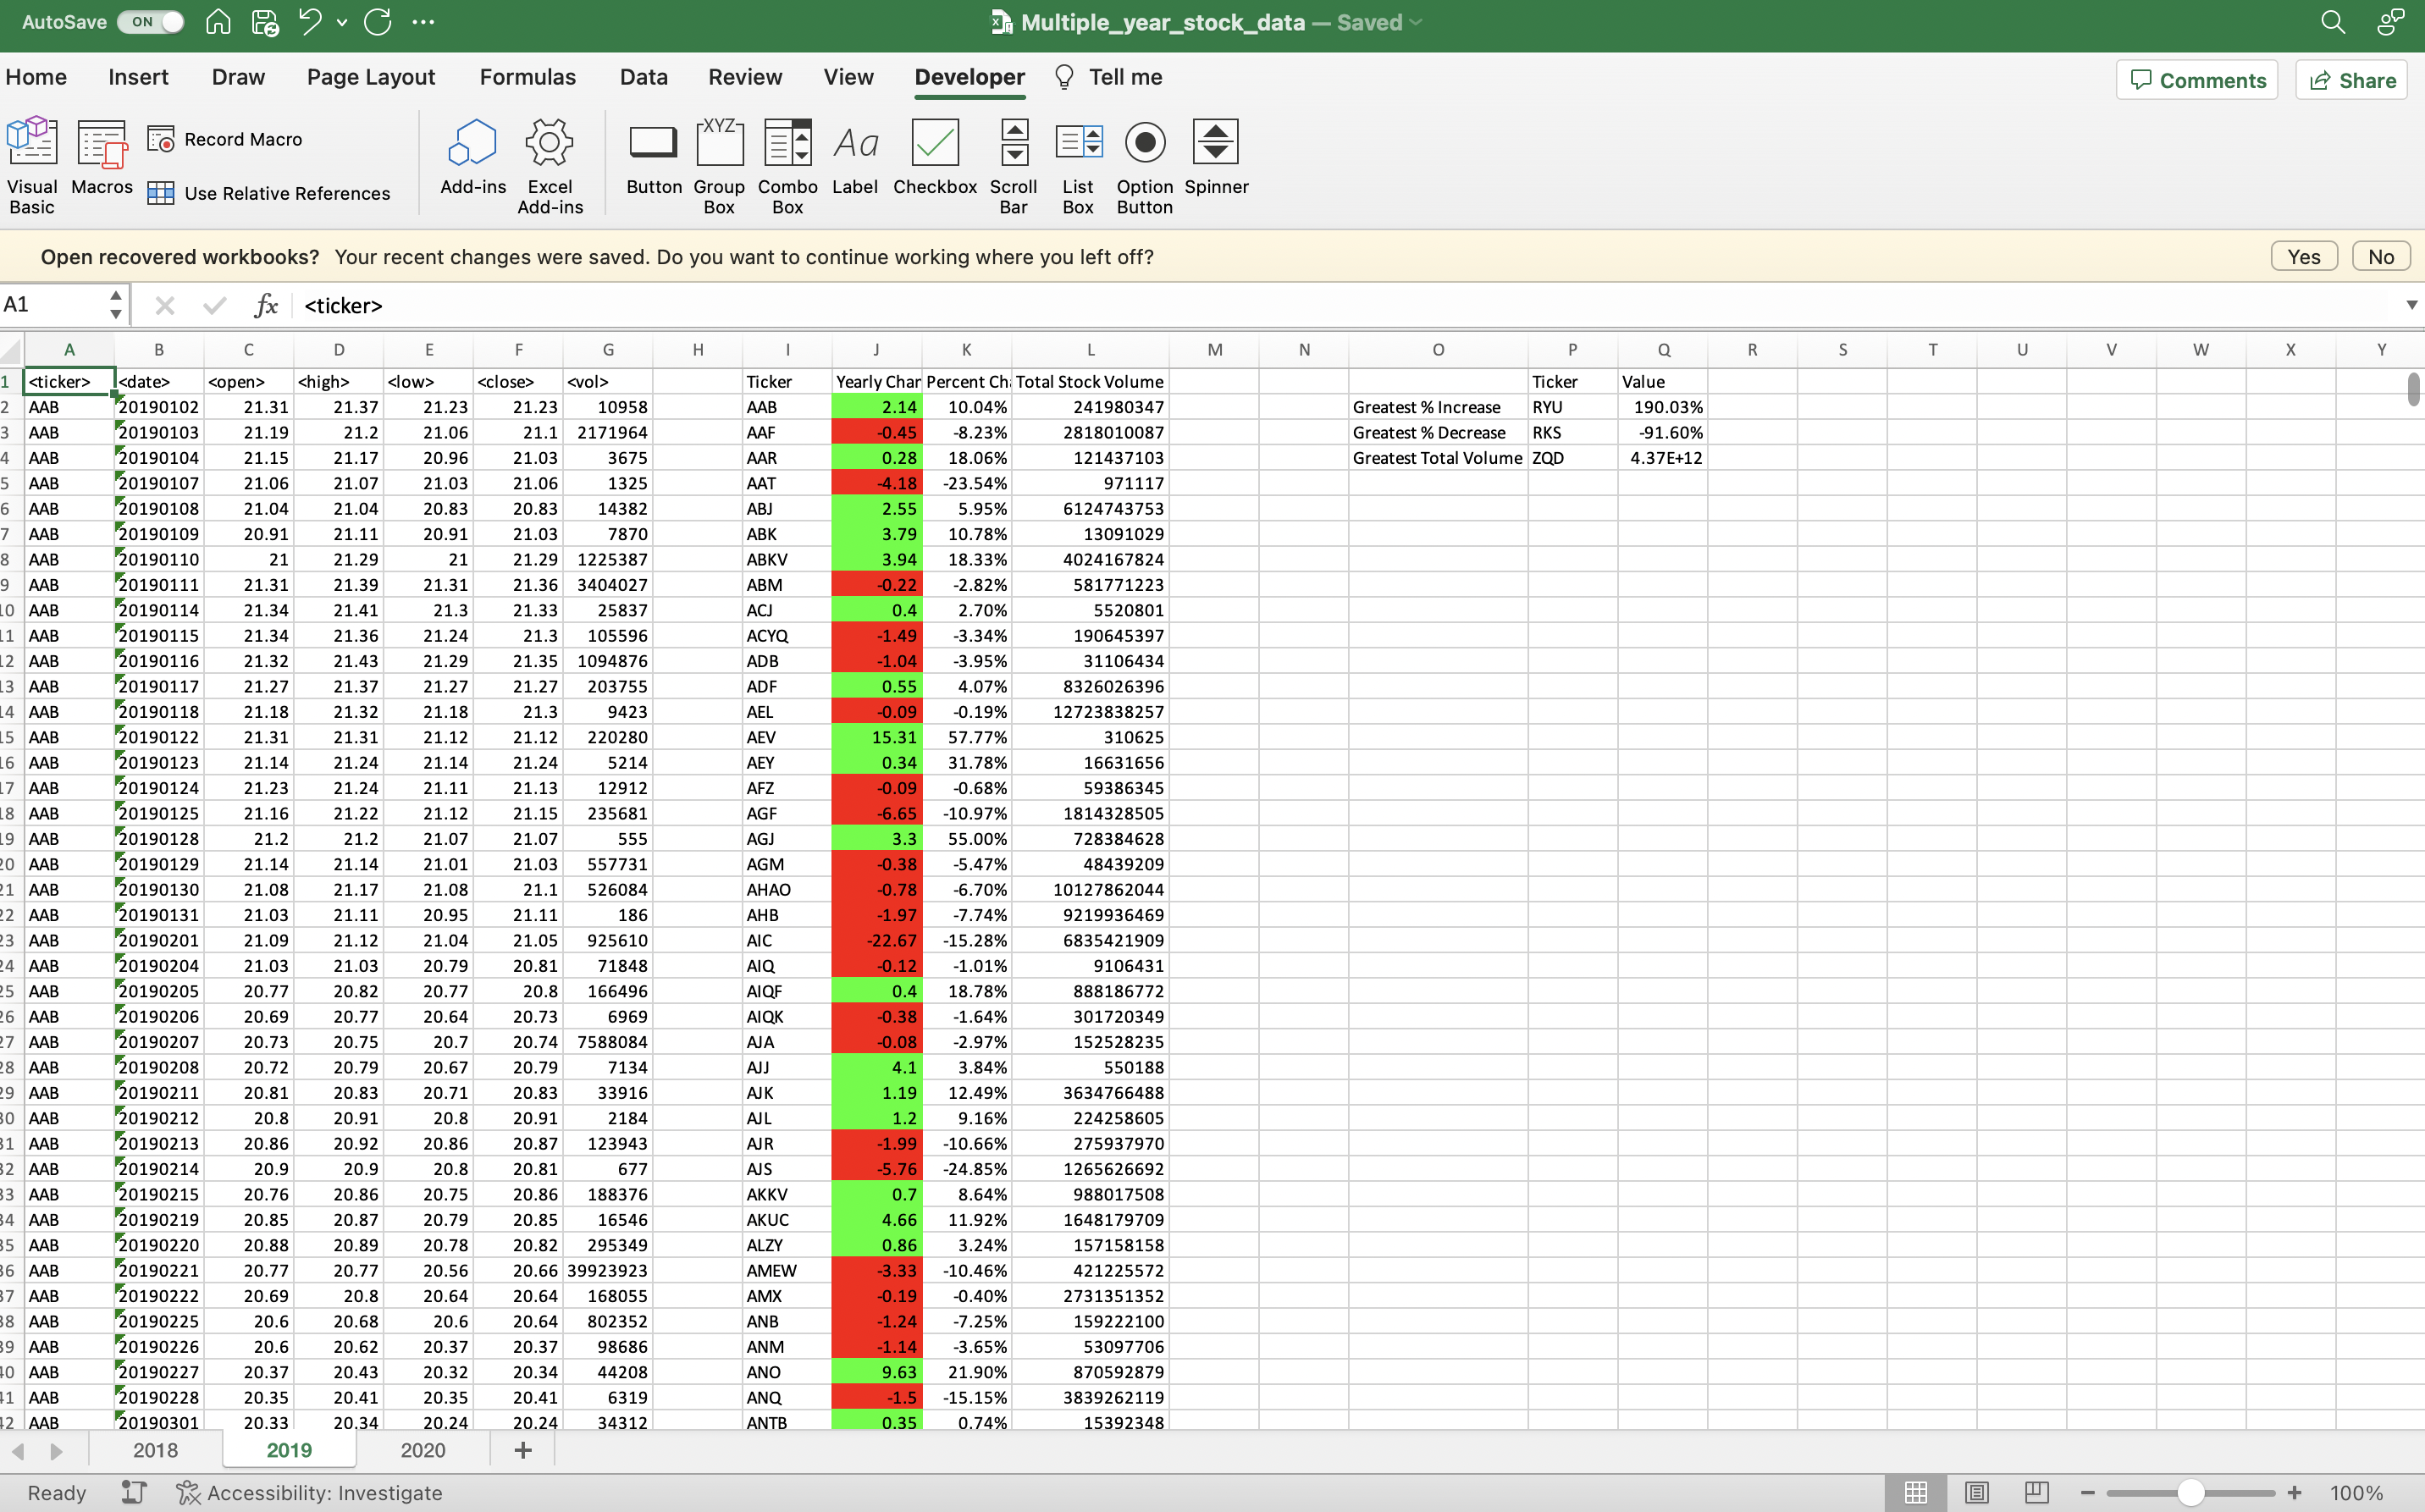 AutoSave ON Multiple_year_stock_data — Saved
Home Insert Draw Page Layout Formulas Data Review View Developer Tell me Comments Share
Visual Basic Macros Record Macro Use Relative References Add-ins Excel Add-ins Button Group Box Combo Box Label Checkbox Scroll Bar List Box Option Button Spinner
Open recovered workbooks? Your recent changes were saved. Do you want to continue working where you left off? Yes No
A1 fx <ticker>
A B C D E F G H I J K L M N O P Q R S T U V W X Y
1 <ticker> <date> <open> <high> <low> <close> <vol> Ticker Yearly Char Percent Ch Total Stock Volume Ticker Value
2 AAB 20190102 21.31 21.37 21.23 21.23 10958 AAB 2.14 10.04% 241980347 Greatest % Increase RYU 190.03%
3 AAB 20190103 21.19 21.2 21.06 21.1 2171964 AAF -0.45 -8.23% 2818010087 Greatest % Decrease RKS -91.60%
4 AAB 20190104 21.15 21.17 20.96 21.03 3675 AAR 0.28 18.06% 121437103 Greatest Total Volume ZQD 4.37E+12
5 AAB 20190107 21.06 21.07 21.03 21.06 1325 AAT -4.18 -23.54% 971117
6 AAB 20190108 21.04 21.04 20.83 20.83 14382 ABJ 2.55 5.95% 6124743753
7 AAB 20190109 20.91 21.11 20.91 21.03 7870 ABK 3.79 10.78% 13091029
8 AAB 20190110 21 21.29 21 21.29 1225387 ABKV 3.94 18.33% 4024167824
9 AAB 20190111 21.31 21.39 21.31 21.36 3404027 ABM -0.22 -2.82% 581771223
10 AAB 20190114 21.34 21.41 21.3 21.33 25837 ACJ 0.4 2.70% 5520801
11 AAB 20190115 21.34 21.36 21.24 21.3 105596 ACYQ -1.49 -3.34% 190645397
12 AAB 20190116 21.32 21.43 21.29 21.35 1094876 ADB -1.04 -3.95% 31106434
13 AAB 20190117 21.27 21.37 21.27 21.27 203755 ADF 0.55 4.07% 8326026396
14 AAB 20190118 21.18 21.32 21.18 21.3 9423 AEL -0.09 -0.19% 12723838257
15 AAB 20190122 21.31 21.31 21.12 21.12 220280 AEV 15.31 57.77% 310625
16 AAB 20190123 21.14 21.24 21.14 21.24 5214 AEY 0.34 31.78% 16631656
17 AAB 20190124 21.23 21.24 21.11 21.13 12912 AFZ -0.09 -0.68% 59386345
18 AAB 20190125 21.16 21.22 21.12 21.15 235681 AGF -6.65 -10.97% 1814328505
19 AAB 20190128 21.2 21.2 21.07 21.07 555 AGJ 3.3 55.00% 728384628
20 AAB 20190129 21.14 21.14 21.01 21.03 557731 AGM -0.38 -5.47% 48439209
21 AAB 20190130 21.08 21.17 21.08 21.1 526084 AHAO -0.78 -6.70% 10127862044
22 AAB 20190131 21.03 21.11 20.95 21.11 186 AHB -1.97 -7.74% 9219936469
23 AAB 20190201 21.09 21.12 21.04 21.05 925610 AIC -22.67 -15.28% 6835421909
24 AAB 20190204 21.03 21.03 20.79 20.81 71848 AIQ -0.12 -1.01% 9106431
25 AAB 20190205 20.77 20.82 20.77 20.8 166496 AIQF 0.4 18.78% 888186772
26 AAB 20190206 20.69 20.77 20.64 20.73 6969 AIQK -0.38 -1.64% 301720349
27 AAB 20190207 20.73 20.75 20.7 20.74 7588084 AJA -0.08 -2.97% 152528235
28 AAB 20190208 20.72 20.79 20.67 20.79 7134 AJJ 4.1 3.84% 550188
29 AAB 20190211 20.81 20.83 20.71 20.83 33916 AJK 1.19 12.49% 3634766488
30 AAB 20190212 20.8 20.91 20.8 20.91 2184 AJL 1.2 9.16% 224258605
31 AAB 20190213 20.86 20.92 20.86 20.87 123943 AJR -1.99 -10.66% 275937970
32 AAB 20190214 20.9 20.9 20.8 20.81 677 AJS -5.76 -24.85% 1265626692
33 AAB 20190215 20.76 20.86 20.75 20.86 188376 AKKV 0.7 8.64% 988017508
34 AAB 20190219 20.85 20.87 20.79 20.85 16546 AKUC 4.66 11.92% 1648179709
35 AAB 20190220 20.88 20.89 20.78 20.82 295349 ALZY 0.86 3.24% 157158158
36 AAB 20190221 20.77 20.77 20.56 20.66 39923923 AMEW -3.33 -10.46% 421225572
37 AAB 20190222 20.69 20.8 20.64 20.64 168055 AMX -0.19 -0.40% 2731351352
38 AAB 20190225 20.6 20.68 20.6 20.64 802352 ANB -1.24 -7.25% 159222100
39 AAB 20190226 20.6 20.62 20.37 20.37 98686 ANM -1.14 -3.65% 53097706
40 AAB 20190227 20.37 20.43 20.32 20.34 44208 ANO 9.63 21.90% 870592879
41 AAB 20190228 20.35 20.41 20.35 20.41 6319 ANQ -1.5 -15.15% 3839262119
42 AAB 20190301 20.33 20.34 20.24 20.24 34312 ANTB 0.35 0.74% 15392348
2018 2019 2020 +
Ready Accessibility: Investigate 100%